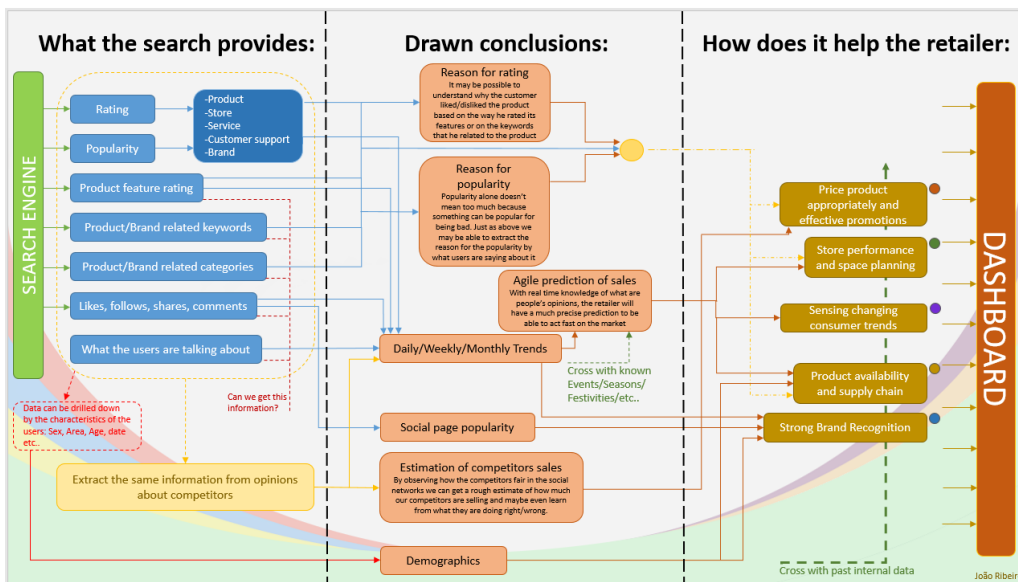 What the search provides:
Drawn conclusions:
How does it help the retailer:
SEARCH ENGINE
Rating
Popularity
-Product
-Store
-Service
-Customer support
-Brand
Product feature rating
Product/Brand related keywords
Product/Brand related categories
Likes, follows, shares, comments
What the users are talking about
Data can be drilled down
by the characteristics of the
users: Sex, Area, Age, date
etc..
Can we get this
information?
Extract the same information from opinions
about competitors
Reason for rating
It may be possible to
understand why the customer
liked/disliked the product
based on the way he rated its
features or on the keywords
that he related to the product
Reason for
popularity
Popularity alone doesn't
mean too much because
something can be popular for
being bad. Just as above we
may be able to extract the
reason for the popularity by
what users are saying about it
Agile prediction of sales
With real time knowledge of what are
people's opinions, the retailer will
have a much precise prediction to be
able to act fast on the market
Daily/Weekly/Monthly Trends
Cross with known
Events/Seasons/
Festivities/etc..
Social page popularity
Estimation of competitors sales
By observing how the competitors fair in the social
networks we can get a rough estimate of how much
our competitors are selling and maybe even learn
from what they are doing right/wrong.
Demographics
Price product
appropriately and
effective promotions
Store performance
and space planning
Sensing changing
consumer trends
Product availability
and supply chain
Strong Brand Recognition
Cross with past internal data
DASHBOARD
João Ribeir